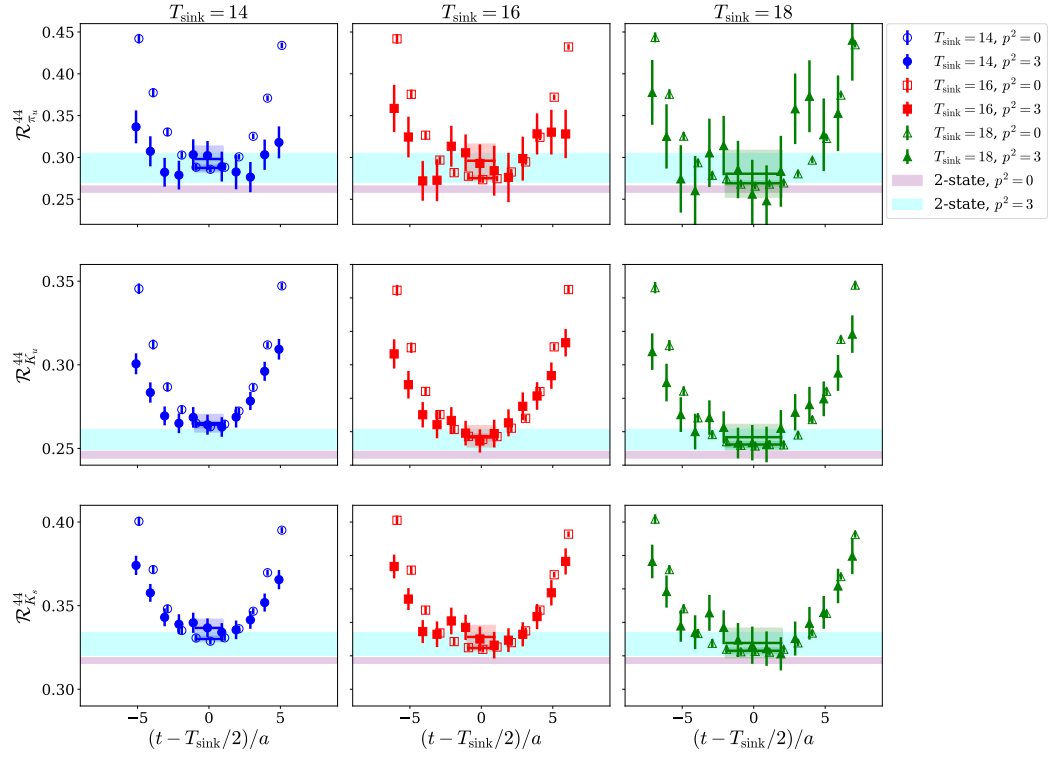 T_sink = 14
T_sink = 16
T_sink = 18
0.45
0.40
0.35
0.30
0.25
R^44_{π_u}
T_sink = 14, p² = 0
T_sink = 14, p² = 3
T_sink = 16, p² = 0
T_sink = 16, p² = 3
T_sink = 18, p² = 0
T_sink = 18, p² = 3
2-state, p² = 0
2-state, p² = 3
0.35
0.30
0.25
R^44_{K_u}
0.40
0.35
0.30
R^44_{K_s}
−5 0 5
−5 0 5
−5 0 5
(t − T_sink/2)/a
(t − T_sink/2)/a
(t − T_sink/2)/a